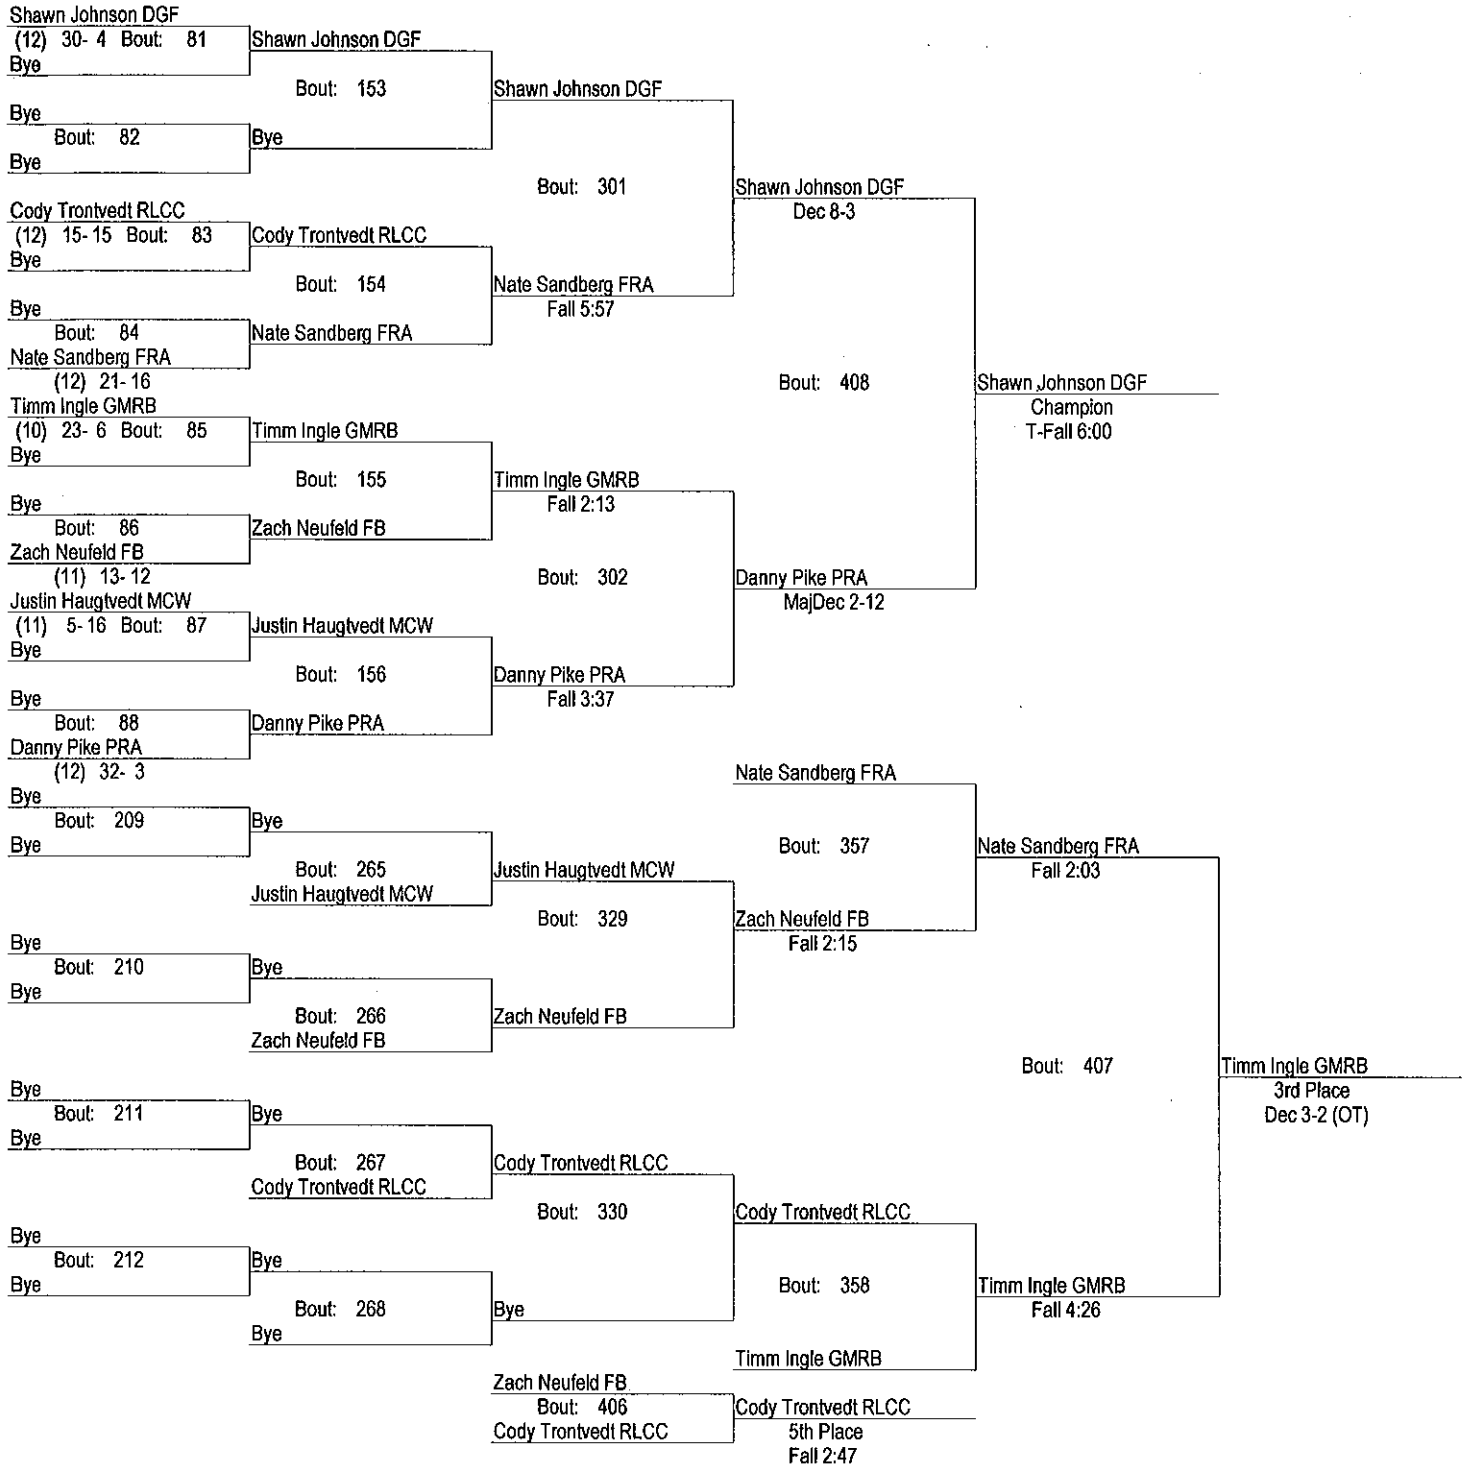 Shawn Johnson DGF
(12) 30- 4 Bout: 81
Bye
Shawn Johnson DGF
Bout: 153
Shawn Johnson DGF
Bye
Bout: 82
Bye
Bye
Bout: 301
Shawn Johnson DGF
Dec 8-3
Cody Trontvedt RLCC
(12) 15- 15 Bout: 83
Bye
Cody Trontvedt RLCC
Bout: 154
Nate Sandberg FRA
Fall 5:57
Bye
Bout: 84
Nate Sandberg FRA
(12) 21- 16
Nate Sandberg FRA
Bout: 408
Shawn Johnson DGF
Champion
T-Fall 6:00
Timm Ingle GMRB
(10) 23- 6 Bout: 85
Bye
Timm Ingle GMRB
Bout: 155
Timm Ingle GMRB
Fall 2:13
Bye
Bout: 86
Zach Neufeld FB
(11) 13- 12
Zach Neufeld FB
Bout: 302
Danny Pike PRA
MajDec 2-12
Justin Haugtvedt MCW
(11) 5- 16 Bout: 87
Bye
Justin Haugtvedt MCW
Bout: 156
Danny Pike PRA
Fall 3:37
Bye
Bout: 88
Danny Pike PRA
(12) 32- 3
Danny Pike PRA
Nate Sandberg FRA
Bye
Bout: 209
Bye
Bye
Bout: 265
Justin Haugtvedt MCW
Justin Haugtvedt MCW
Bout: 357
Nate Sandberg FRA
Fall 2:03
Bout: 329
Zach Neufeld FB
Fall 2:15
Bye
Bout: 210
Bye
Bye
Bout: 266
Zach Neufeld FB
Zach Neufeld FB
Bout: 407
Timm Ingle GMRB
3rd Place
Dec 3-2 (OT)
Bye
Bout: 211
Bye
Bye
Bout: 267
Cody Trontvedt RLCC
Cody Trontvedt RLCC
Bout: 330
Cody Trontvedt RLCC
Bye
Bout: 212
Bye
Bye
Bout: 268
Bye
Bye
Bout: 358
Timm Ingle GMRB
Fall 4:26
Timm Ingle GMRB
Zach Neufeld FB
Bout: 406
Cody Trontvedt RLCC
Cody Trontvedt RLCC
5th Place
Fall 2:47